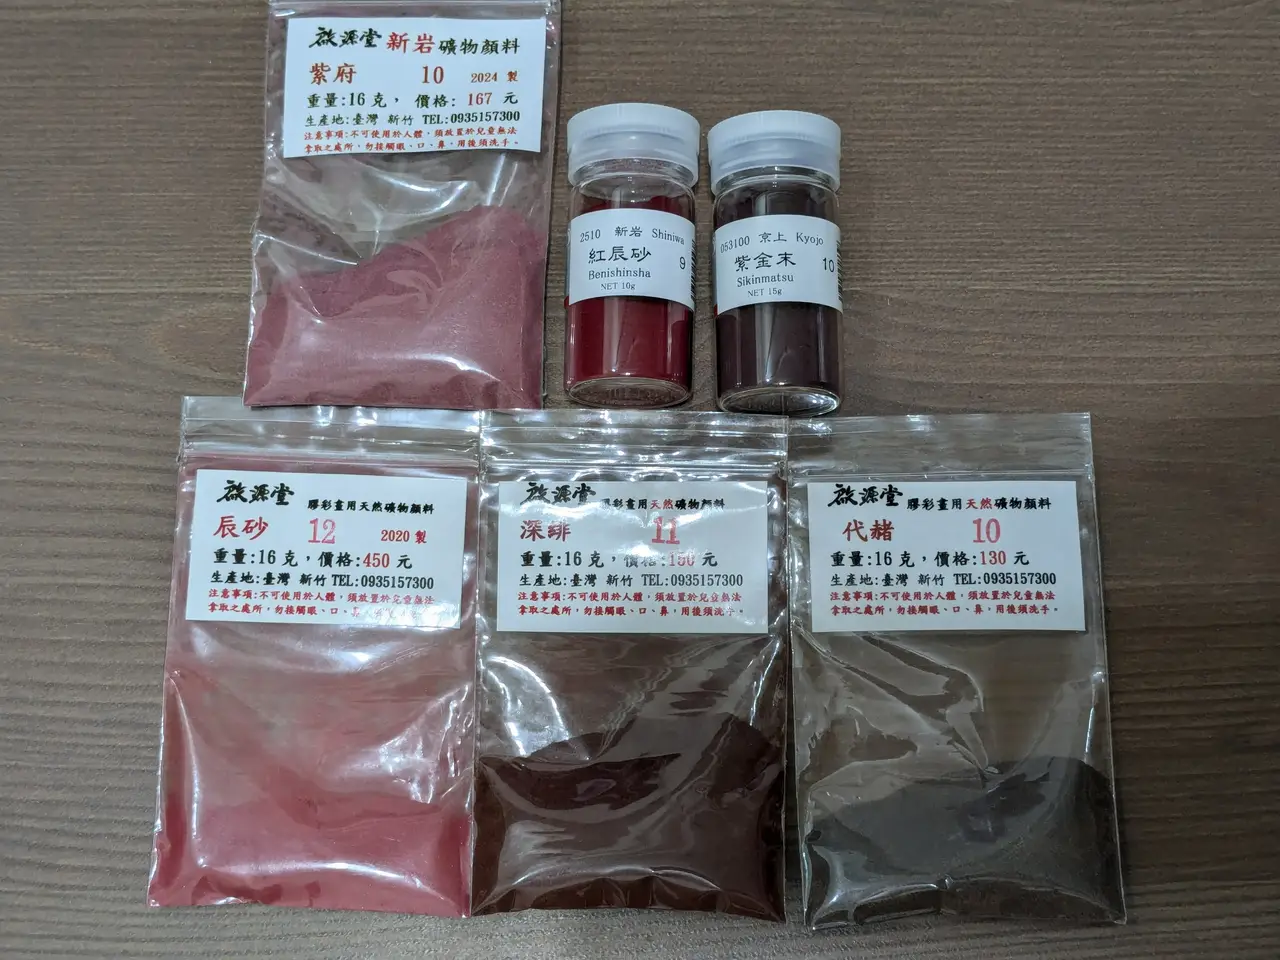 啟源堂 新岩礦物顏料
紫府 10 2024 製
重量:16 克， 價格: 167 元
生產地:臺灣 新竹 TEL:0935157300
注意事項:不可使用於人體，須放置於兒童無法
拿取之處所，勿接觸眼、口、鼻，用後須洗手。
2510 新岩 Shiniwa
紅辰砂 9
Benishinsha
NET 10g
053100 京上 Kyojo
紫金末 10
Sikinmatsu
NET 15g
啟源堂 膠彩畫用天然礦物顏料
辰砂 12 2020 製
重量:16 克，價格:450 元
生產地:臺灣 新竹 TEL:0935157300
注意事項:不可使用於人體，須放置於兒童無法
拿取之處所，勿接觸眼、口、鼻，用後須洗手。
啟源堂 膠彩畫用天然礦物顏料
深緋 11
重量:16 克，價格:150 元
生產地:臺灣 新竹 TEL:0935157300
注意事項:不可使用於人體，須放置於兒童無法
拿取之處所，勿接觸眼、口、鼻，用後須洗手。
啟源堂 膠彩畫用天然礦物顏料
代赭 10
重量:16 克，價格:130 元
生產地:臺灣 新竹 TEL:0935157300
注意事項:不可使用於人體，須放置於兒童無法
拿取之處所，勿接觸眼、口、鼻，用後須洗手。